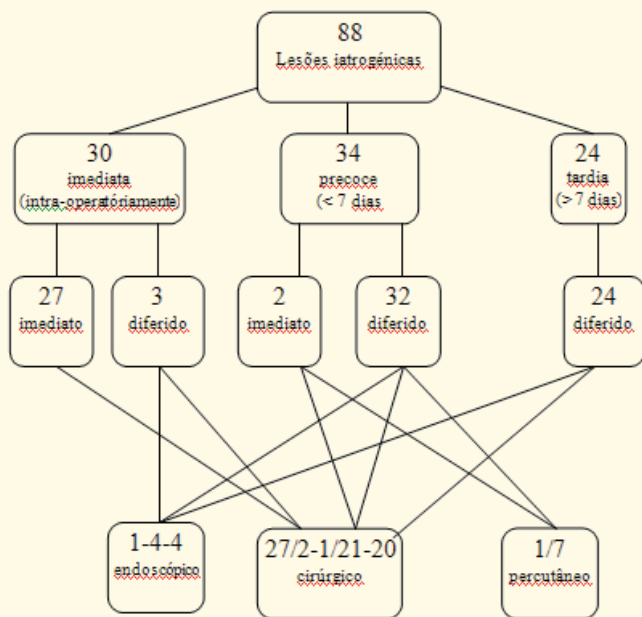 88
Lesões iatrogénicas
30
imediata
(intra-operatóriamente)
34
precoce
(< 7 dias
24
tardia
(> 7 dias)
27
imediato
3
diferido
2
imediato
32
diferido
24
diferido
1-4-4
endoscópico
27/2-1/21-20
cirúrgico
1/7
percutâneo